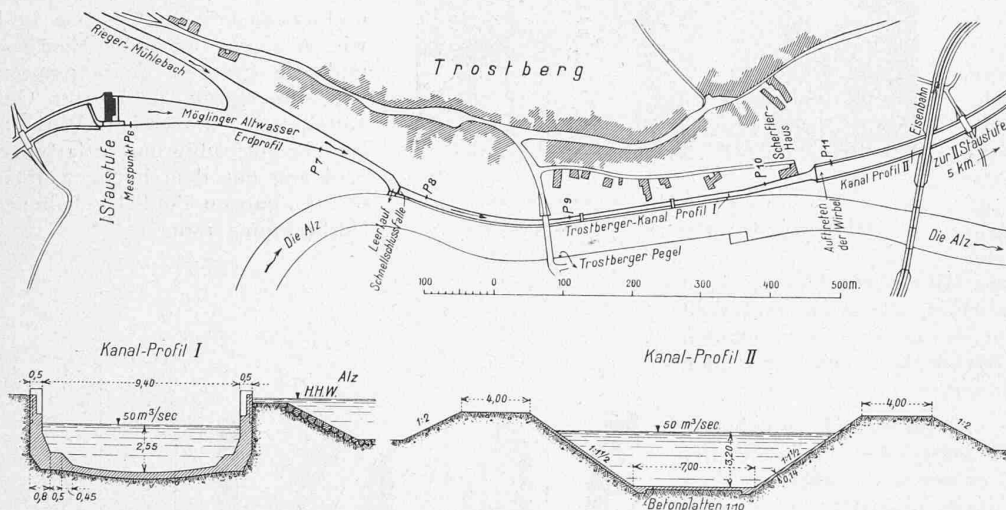 Rieger-Mühlebach
Trostberg
I Staustufe
Messpunkt P6
Möglinger Altwasser
Erdprofil
P7
Leerlauf
Schnellschlussfalle
P8
Die Alz
P9
Trostberger-Kanal Profil I
Trostberger Pegel
P10
Scherfler-
Haus
P11
Kanal Profil II
Auftreten
der Wirbel
Eisenbahn
zur II. Staustufe
5 km
Die Alz
100 50 0 100 200 300 400 500m.
Kanal-Profil I
0,5 9,40 0,5
Alz
H.H.W.
50 m³/sec
2,55
0,8 0,5 0,45
Kanal-Profil II
4,00 4,00
1:2 1:2
50 m³/sec.
1:1½ 1:1½
7,00
3,20
0,14
Betonplatten 1:10